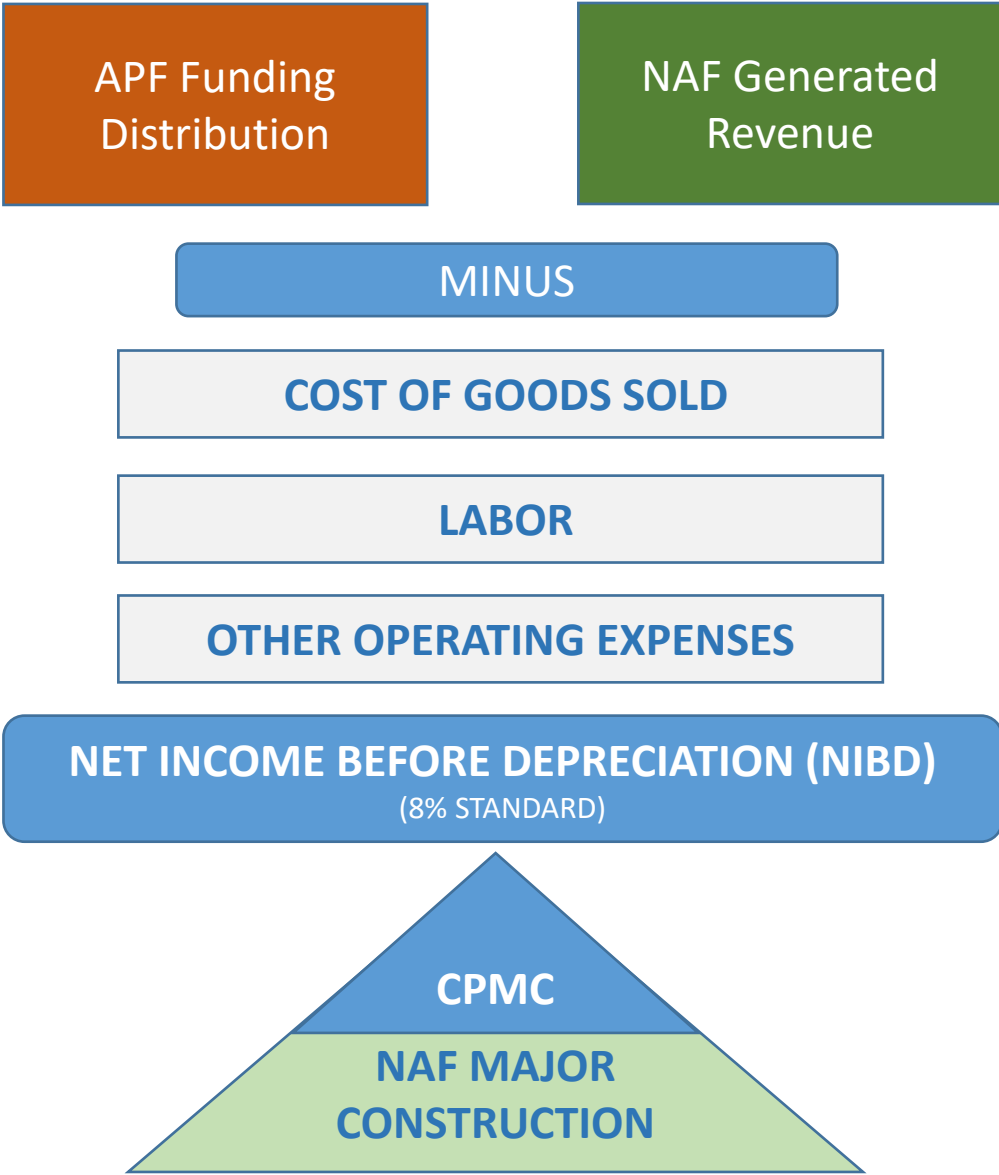 APF Funding
Distribution
NAF Generated
Revenue
MINUS
COST OF GOODS SOLD
LABOR
OTHER OPERATING EXPENSES
NET INCOME BEFORE DEPRECIATION (NIBD)
(8% STANDARD)
CPMC
NAF MAJOR
CONSTRUCTION